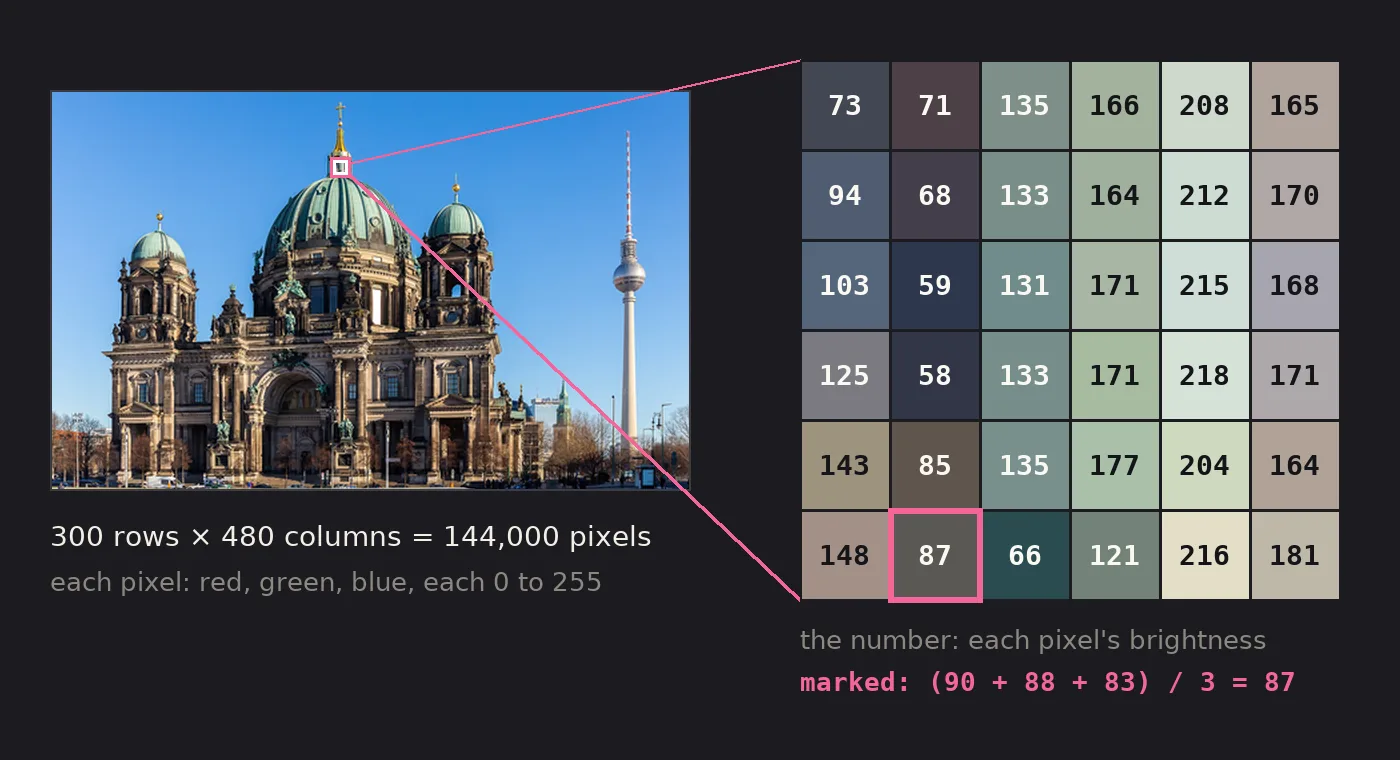 73 71 135 166 208 165
94 68 133 164 212 170
103 59 131 171 215 168
125 58 133 171 218 171
143 85 135 177 204 164
148 87 66 121 216 181
300 rows × 480 columns = 144,000 pixels
each pixel: red, green, blue, each 0 to 255
the number: each pixel's brightness
marked: (90 + 88 + 83) / 3 = 87